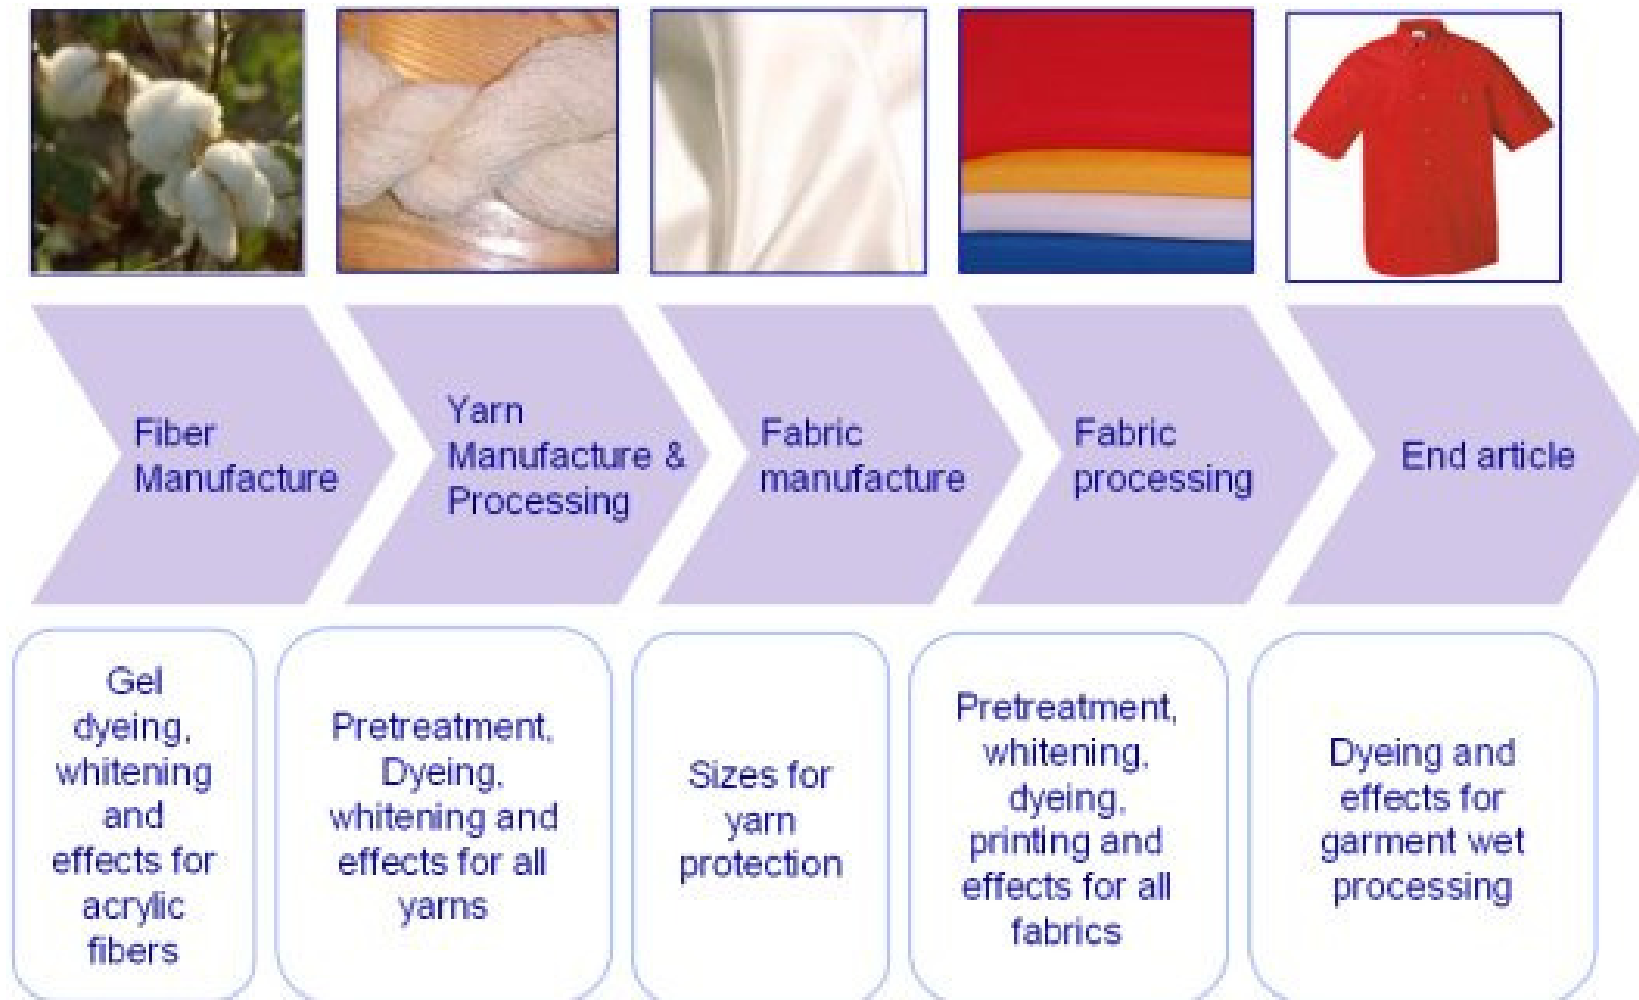 Fiber
Manufacture
Yarn
Manufacture &
Processing
Fabric
manufacture
Fabric
processing
End article
Gel
dyeing,
whitening
and
effects for
acrylic
fibers
Pretreatment,
Dyeing,
whitening and
effects for all
yarns
Sizes for
yarn
protection
Pretreatment,
whitening,
dyeing,
printing and
effects for all
fabrics
Dyeing and
effects for
garment wet
processing